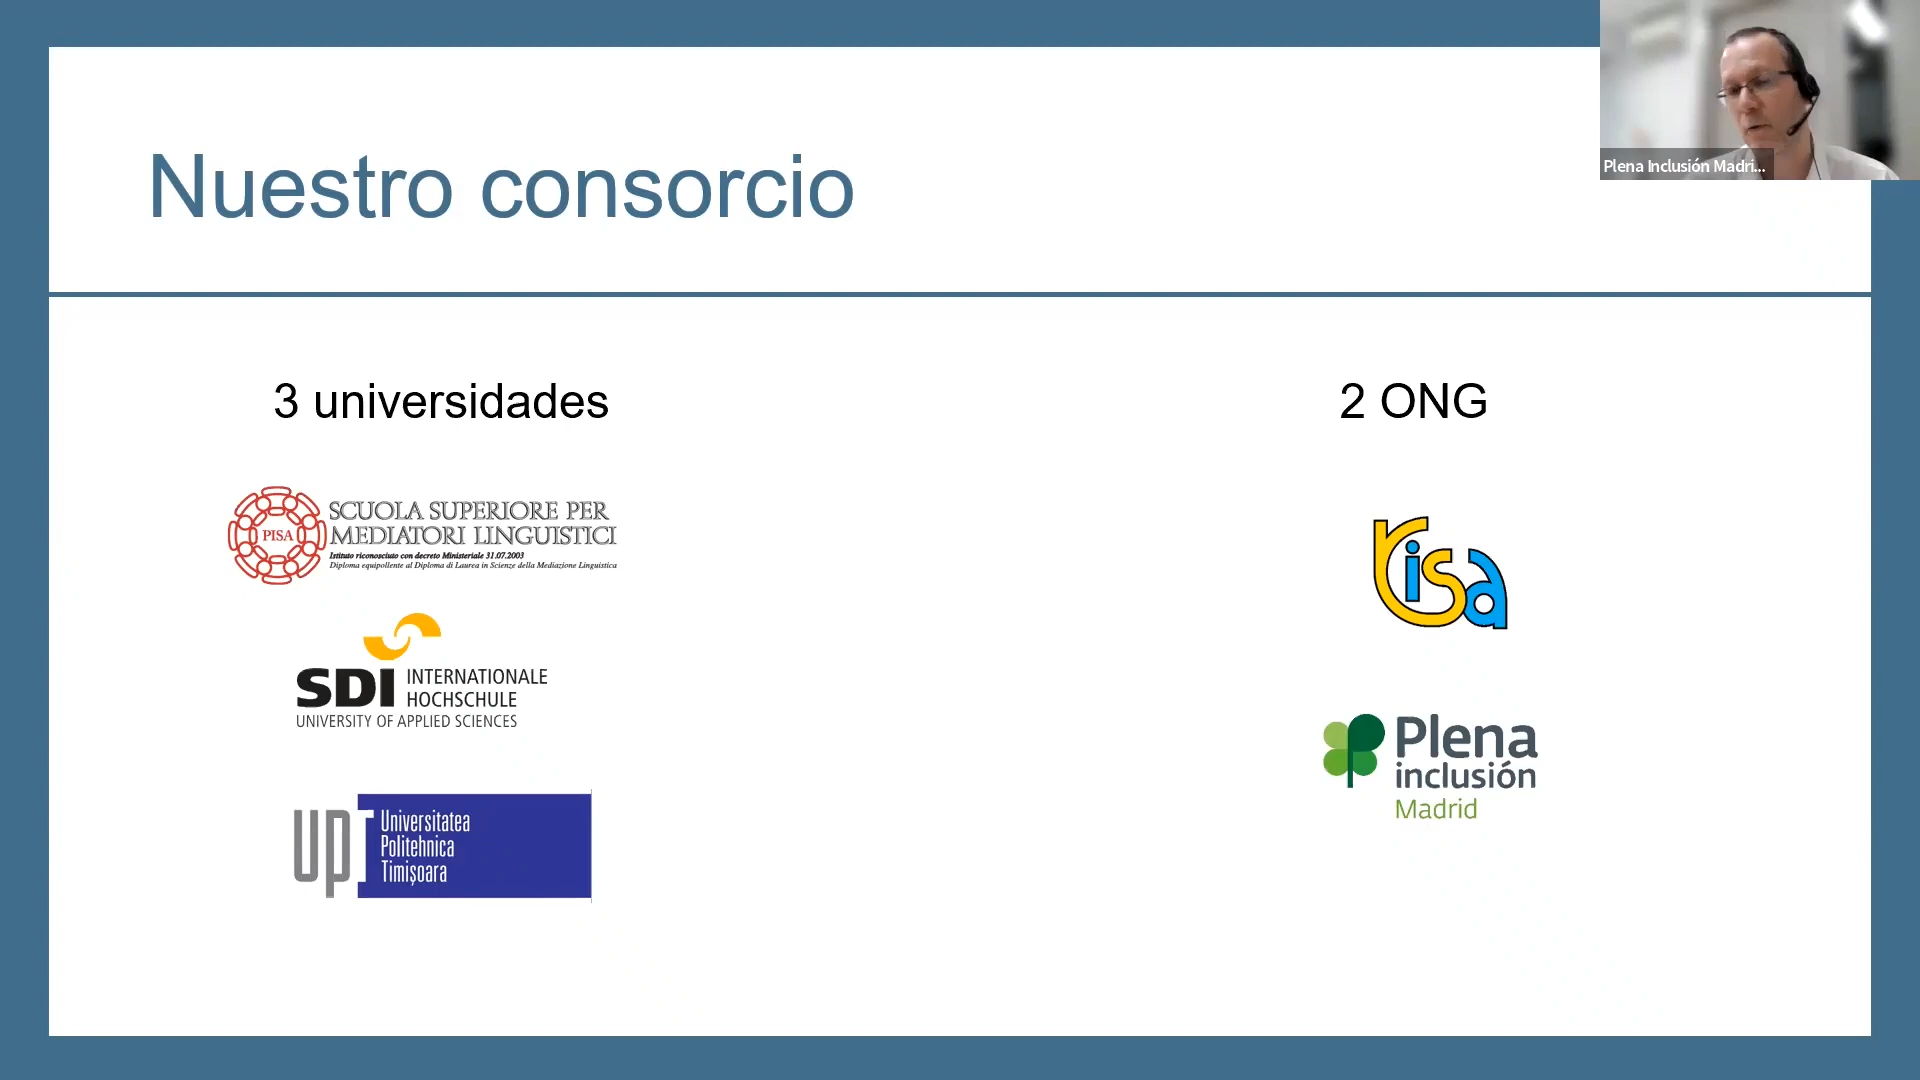 Plena Inclusión Madri...
Nuestro consorcio
3 universidades
2 ONG
PISA
SCUOLA SUPERIORE PER
MEDIATORI LINGUISTICI
Istituto riconosciuto con decreto Ministeriale 31.07.2003
Diploma equipollente al Diploma di Laurea in Scienze della Mediazione Linguistica
SDI INTERNATIONALE
HOCHSCHULE
UNIVERSITY OF APPLIED SCIENCES
UPT Universitatea
Politehnica
Timișoara
risa
Plena
inclusión
Madrid